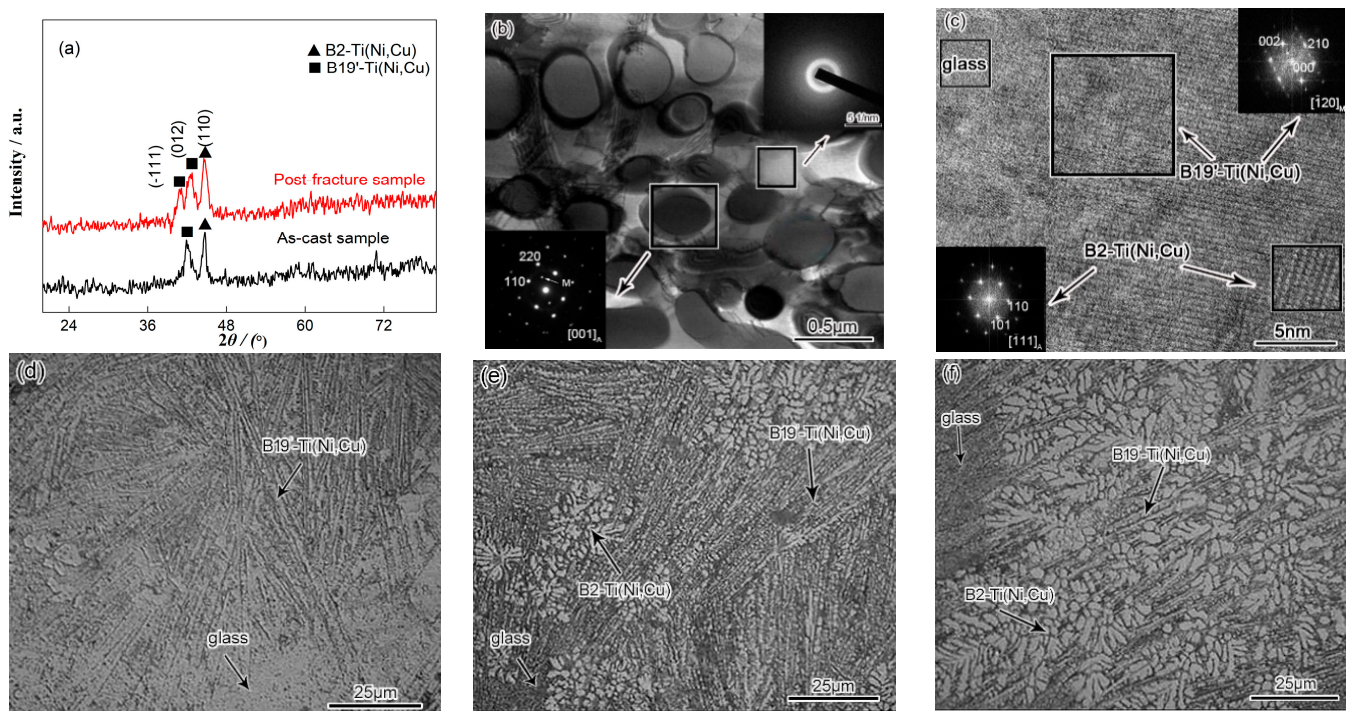 (a)
▲ B2-Ti(Ni,Cu)
■ B19'-Ti(Ni,Cu)
Intensity / a.u.
(-111)
(012)
(110)
Post-fracture sample
As-cast sample
24 36 48 60 72
2θ / (°)
(b)
5 1/nm
220
110
M
[001]A
0.5μm
(c)
glass
002
210
000
[1̄20]M
B19'-Ti(Ni,Cu)
B2-Ti(Ni,Cu)
110
101
[111]A
5nm
(d)
B19'-Ti(Ni,Cu)
glass
25μm
(e)
B19'-Ti(Ni,Cu)
B2-Ti(Ni,Cu)
glass
25μm
(f)
glass
B19'-Ti(Ni,Cu)
B2-Ti(Ni,Cu)
25μm